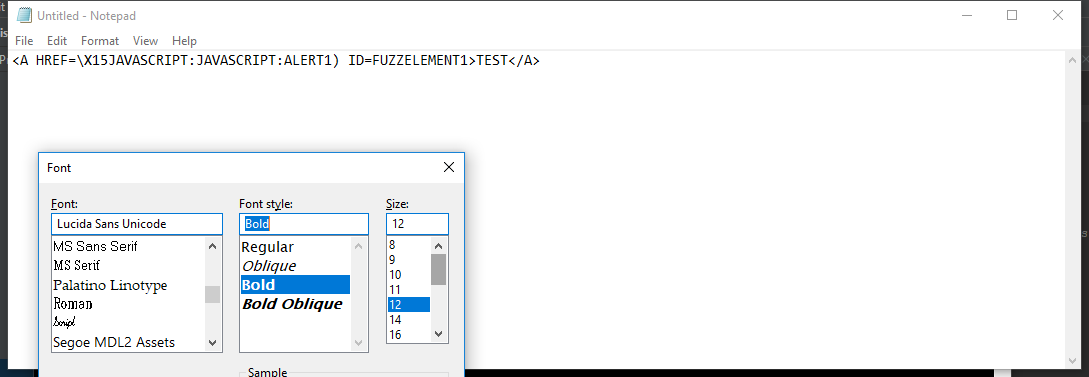 Untitled - Notepad
File Edit Format View Help
<A HREF=\X15JAVASCRIPT:JAVASCRIPT:ALERT1) ID=FUZZELEMENT1>TEST</A>
Font
Font: Font style: Size:
Lucida Sans Unicode Bold 12
MS Sans Serif Regular 8
MS Serif Oblique 9
Palatino Linotype Bold 10
Roman Bold Oblique 11
Script 12
Segoe MDL2 Assets 14
16
Sample